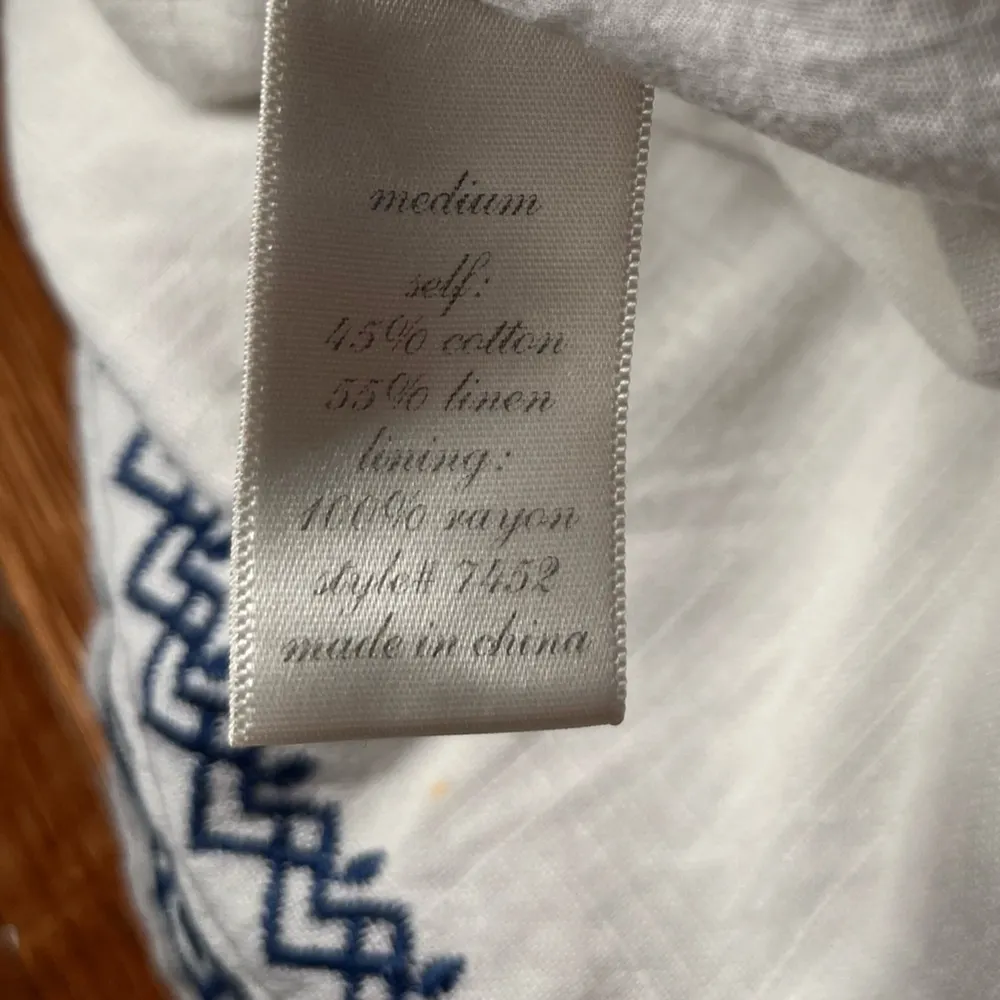 medium
self:
45% cotton
55% linen
lining:
100% rayon
style# 7452
made in china